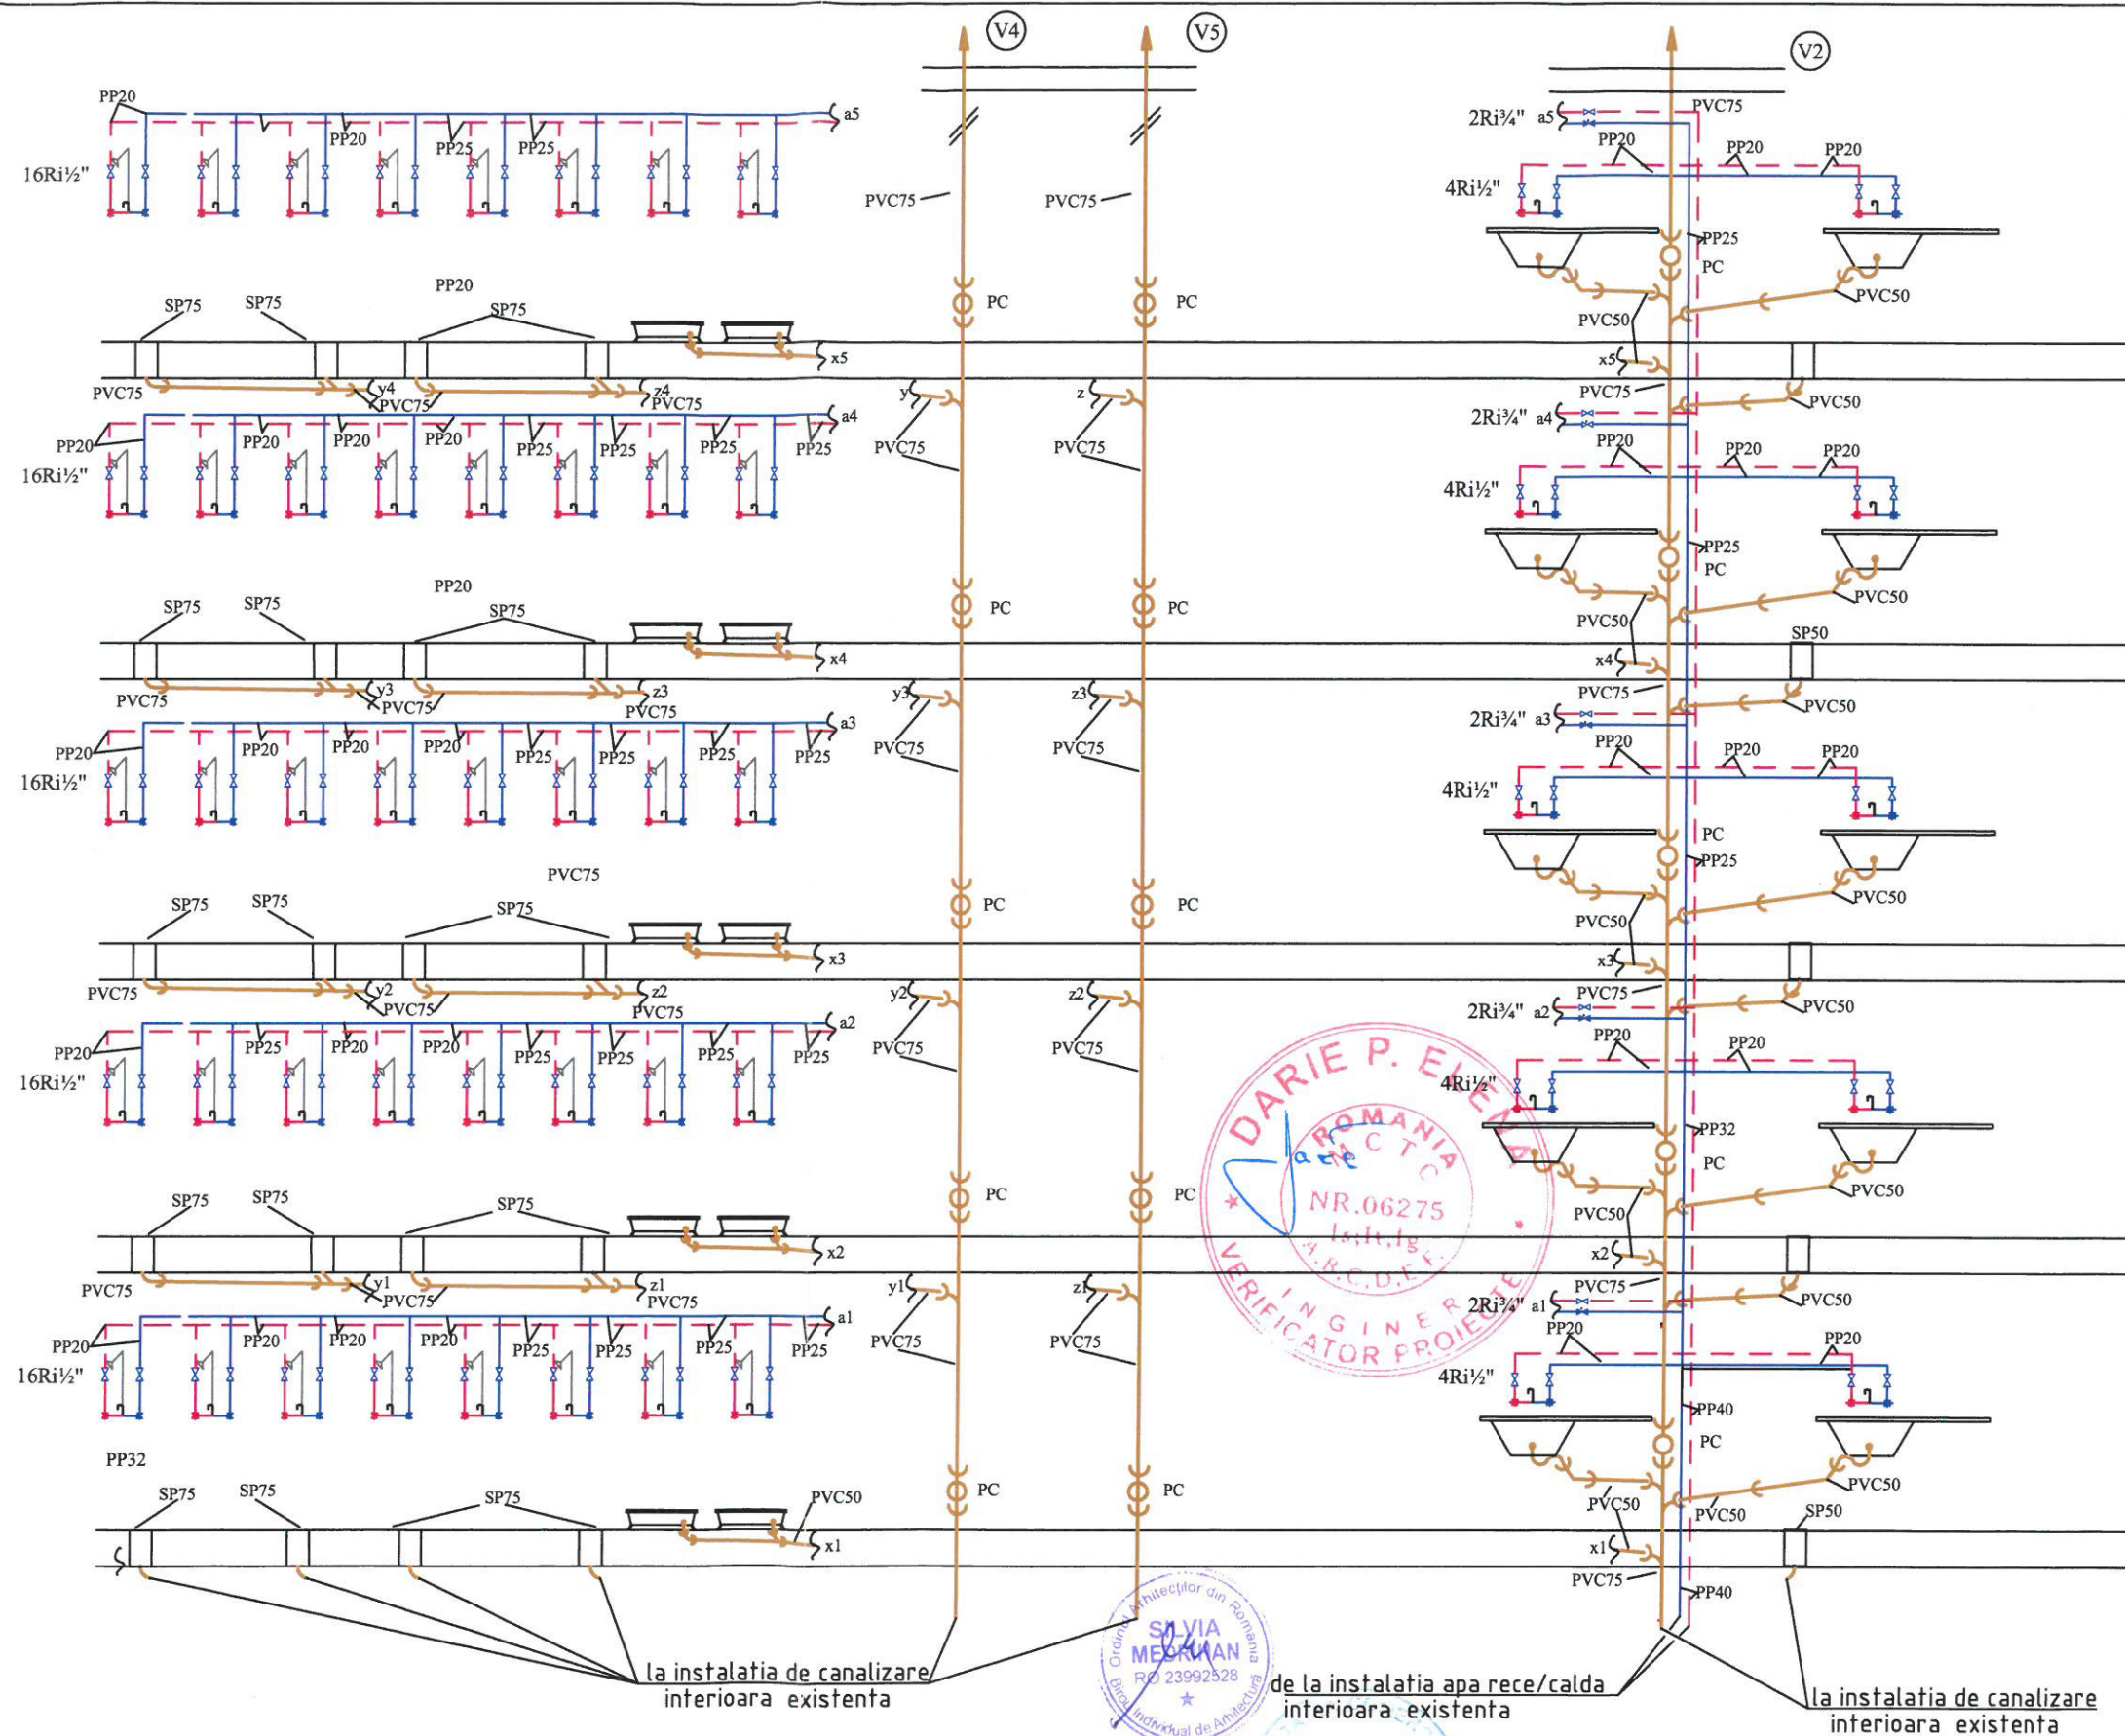 V4
V5
V2
PP20
a5
2Ri¾" a5
PVC75
PP20
PP25
PP25
PP20
PP20
PP20
16Ri½"
PVC75
PVC75
4Ri½"
PP25
PC
PP20
SP75
SP75
SP75
PC
PC
PVC50
PVC50
x5
x5
PVC75
y4
PVC75
z4
PVC75
y
z
PVC75
PVC50
a4
2Ri¾" a4
PP20
PP20
PP20
PP20
PP25
PP25
PP25
PP25
PVC75
PVC75
PP20
PP20
PP20
16Ri½"
4Ri½"
PP25
PC
PP20
SP75
SP75
SP75
PC
PC
PVC50
PVC50
SP50
x4
x4
PVC75
y3
PVC75
z3
PVC75
y3
z3
PVC75
PVC50
a3
2Ri¾" a3
PP20
PP20
PP20
PP20
PP25
PP25
PP25
PP25
PVC75
PVC75
PP20
PP20
PP20
16Ri½"
4Ri½"
PC
PP25
PVC75
SP75
SP75
SP75
PC
PC
PVC50
PVC50
x3
x3
PVC75
y2
PVC75
z2
PVC75
y2
z2
PVC75
PVC50
a2
2Ri¾" a2
PP20
PP25
PP20
PP20
PP25
PP25
PP25
PP25
PVC75
PVC75
PP20
PP20
16Ri½"
4Ri½"
PP32
PC
SP75
SP75
SP75
PC
PC
PVC50
PVC50
x2
x2
PVC75
y1
PVC75
z1
PVC75
y1
z1
PVC75
PVC50
a1
2Ri¾" a1
PP20
PP20
PP20
PP20
PP25
PP25
PP25
PP25
PVC75
PVC75
PP20
PP20
16Ri½"
4Ri½"
PP40
PC
PP32
SP75
SP75
SP75
PVC50
PC
PC
PVC50
PVC50
PVC50
SP50
x1
x1
PVC75
PP40
DARIE P. ELENA
ROMANIA
M C T C
NR.06275
Is;It,Ig
A.B.C.D.E.F.
INGINER
VERIFICATOR PROIECTE
Ordinul Arhitecților din România
SILVIA
RO 23992528
Birou Individual de Arhitectură
la instalatia de canalizare
interioara existenta
de la instalatia apa rece/calda
interioara existenta
la instalatia de canalizare
interioara existenta